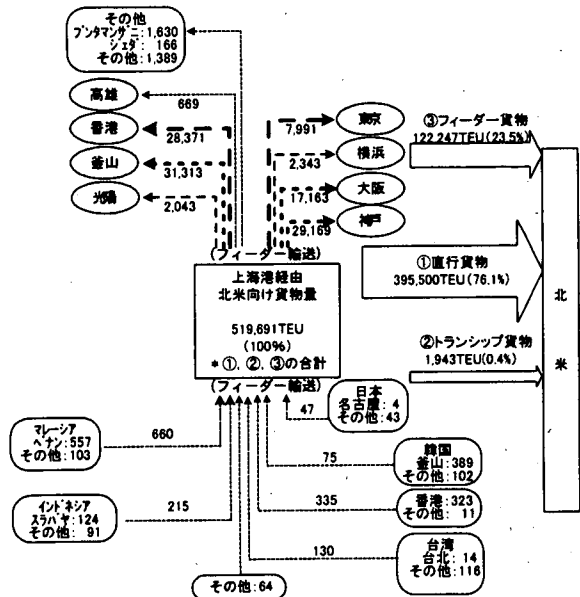 その他
ブンタマンザニ:1,630
シェダ: 166
その他:1,389
高雄
669
香港
28,371
釜山
31,313
光陽
2,043
東京
7,991
横浜
2,343
大阪
17,163
神戸
29,169
③フィーダー貨物
122,247TEU(23.5%)
(フィーダー輸送)
上海港経由
北米向け貨物量
519,691TEU
(100%)
*①、②、③の合計
(フィーダー輸送)
①直行貨物
395,500TEU(76.1%)
②トランシップ貨物
1,943TEU(0.4%)
北米
日本
名古屋: 4
その他:43
47
マレーシア
ペナン:557
その他:103
660
韓国
釜山:389
その他:102
75
インドネシア
スラバヤ:124
その他: 91
215
香港:323
その他: 11
335
台湾
台北: 14
その他:116
130
その他:64